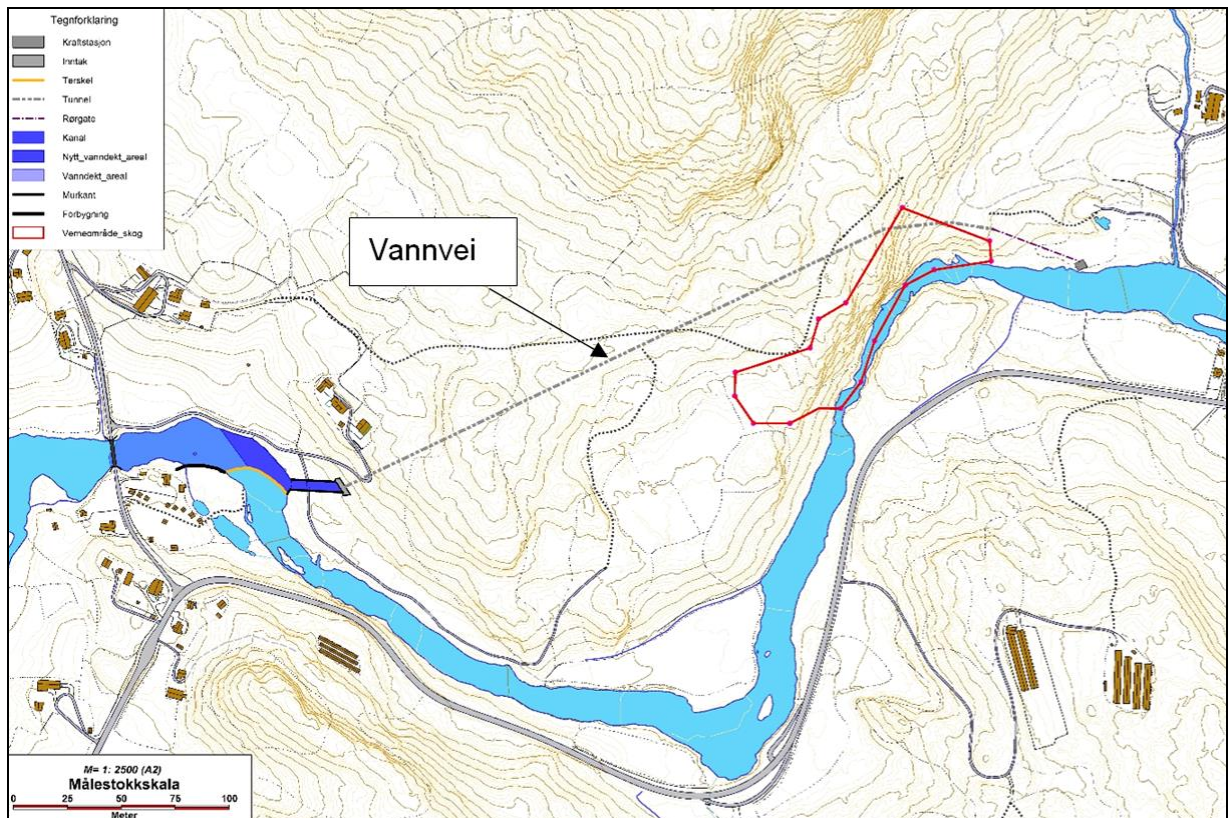 Tegnforklaring
Kraftstasjon
Inntak
Terskel
Tunnel
Rørgate
Kanal
Nytt_vanndekt_areal
Vanndekt_areal
Murkant
Forbygning
Verneområde_skog
Vannvei
M= 1: 2500 (A2)
Målestokkskala
0 25 50 75 100
Meter